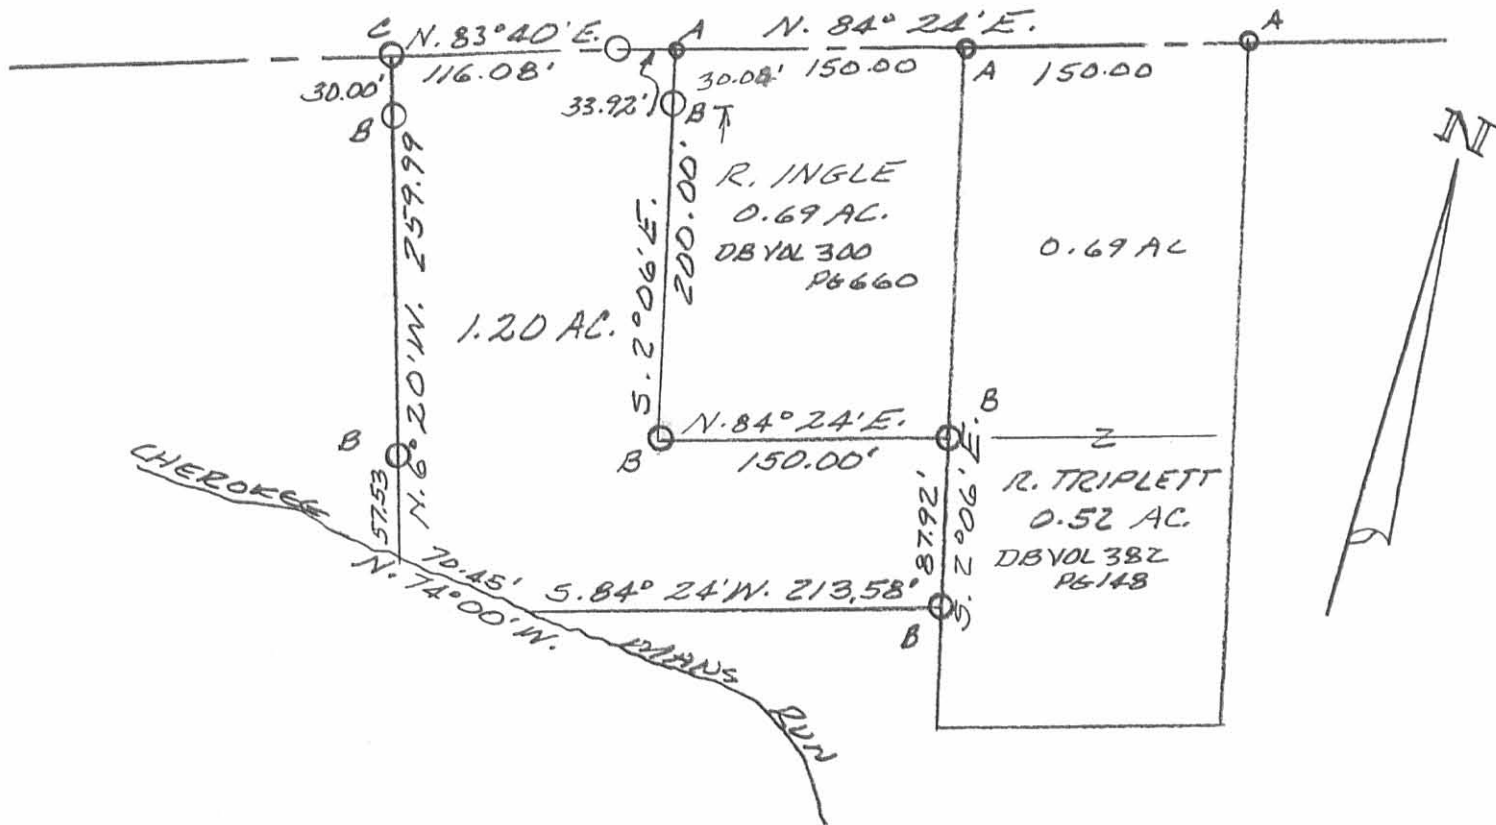 C N. 83° 40' E. A N. 84° 24' E. A
116.08' 30.08' 150.00 A 150.00
30.00' 33.92' B
B
N
R. INGLE
0.69 AC.
DB VOL 300
PG 660
0.69 AC
S. 2° 06' E. 200.00'
1.20 AC.
N. 6° 20' W. 259.99
B N. 84° 24' E. B
B 150.00' Z
CHEROKEE
57.53
R. TRIPLETT
0.52 AC.
DB VOL 382
PG 148
87.92' S. 2° 06' E.
70.45'
N. 74° 00' W.
S. 84° 24' W. 213.58'
B
MANS
RUN